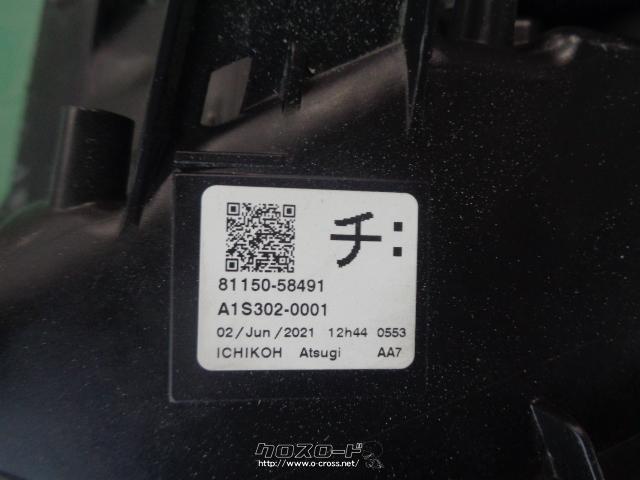 チ:
81150-58491
A1S302-0001
02/Jun/2021 12h44 0553
ICHIKOH Atsugi AA7
クロスロード
http://www.o-cross.net/